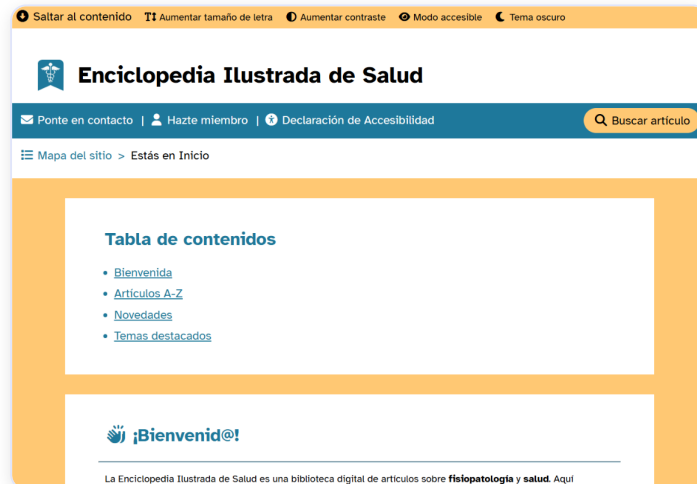 Saltar al contenido Aumentar tamaño de letra Aumentar contraste Modo accesible Tema oscuro
Enciclopedia Ilustrada de Salud
Ponte en contacto | Hazte miembro | Declaración de Accesibilidad Buscar artículo
Mapa del sitio > Estás en Inicio
Tabla de contenidos
• Bienvenida
• Artículos A-Z
• Novedades
• Temas destacados
¡Bienvenid@!
La Enciclopedia Ilustrada de Salud es una biblioteca digital de artículos sobre fisiopatología y salud. Aquí